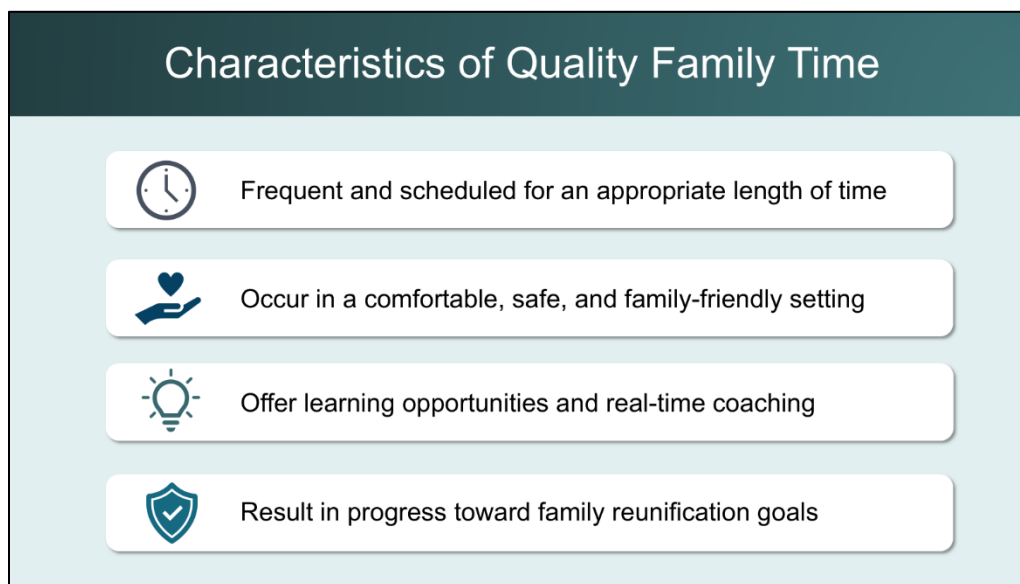 Characteristics of Quality Family Time
Frequent and scheduled for an appropriate length of time
Occur in a comfortable, safe, and family-friendly setting
Offer learning opportunities and real-time coaching
Result in progress toward family reunification goals